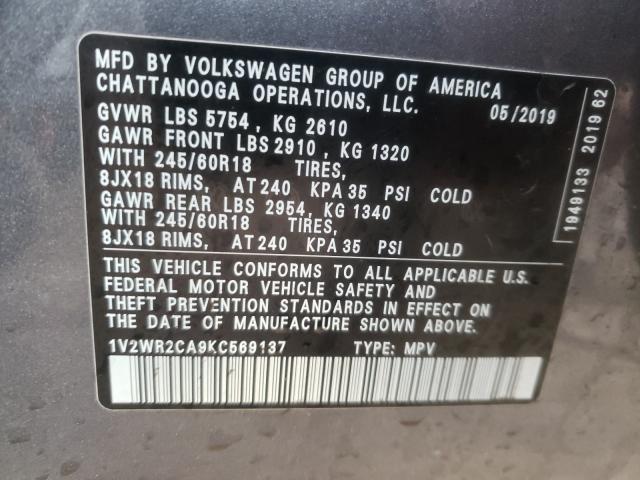 MFD BY VOLKSWAGEN GROUP OF AMERICA
CHATTANOOGA OPERATIONS, LLC.
05/2019
GVWR LBS 5754 , KG 2610
GAWR FRONT LBS 2910 , KG 1320
WITH 245/60R18 TIRES,
8JX18 RIMS, AT 240 KPA 35 PSI COLD
GAWR REAR LBS 2954, KG 1340
WITH 245/60R18 TIRES,
8JX18 RIMS, AT 240 KPA 35 PSI COLD
THIS VEHICLE CONFORMS TO ALL APPLICABLE U.S.
FEDERAL MOTOR VEHICLE SAFETY AND
THEFT PREVENTION STANDARDS IN EFFECT ON
THE DATE OF MANUFACTURE SHOWN ABOVE.
1V2WR2CA9KC569137 TYPE: MPV
1949133 2019 62